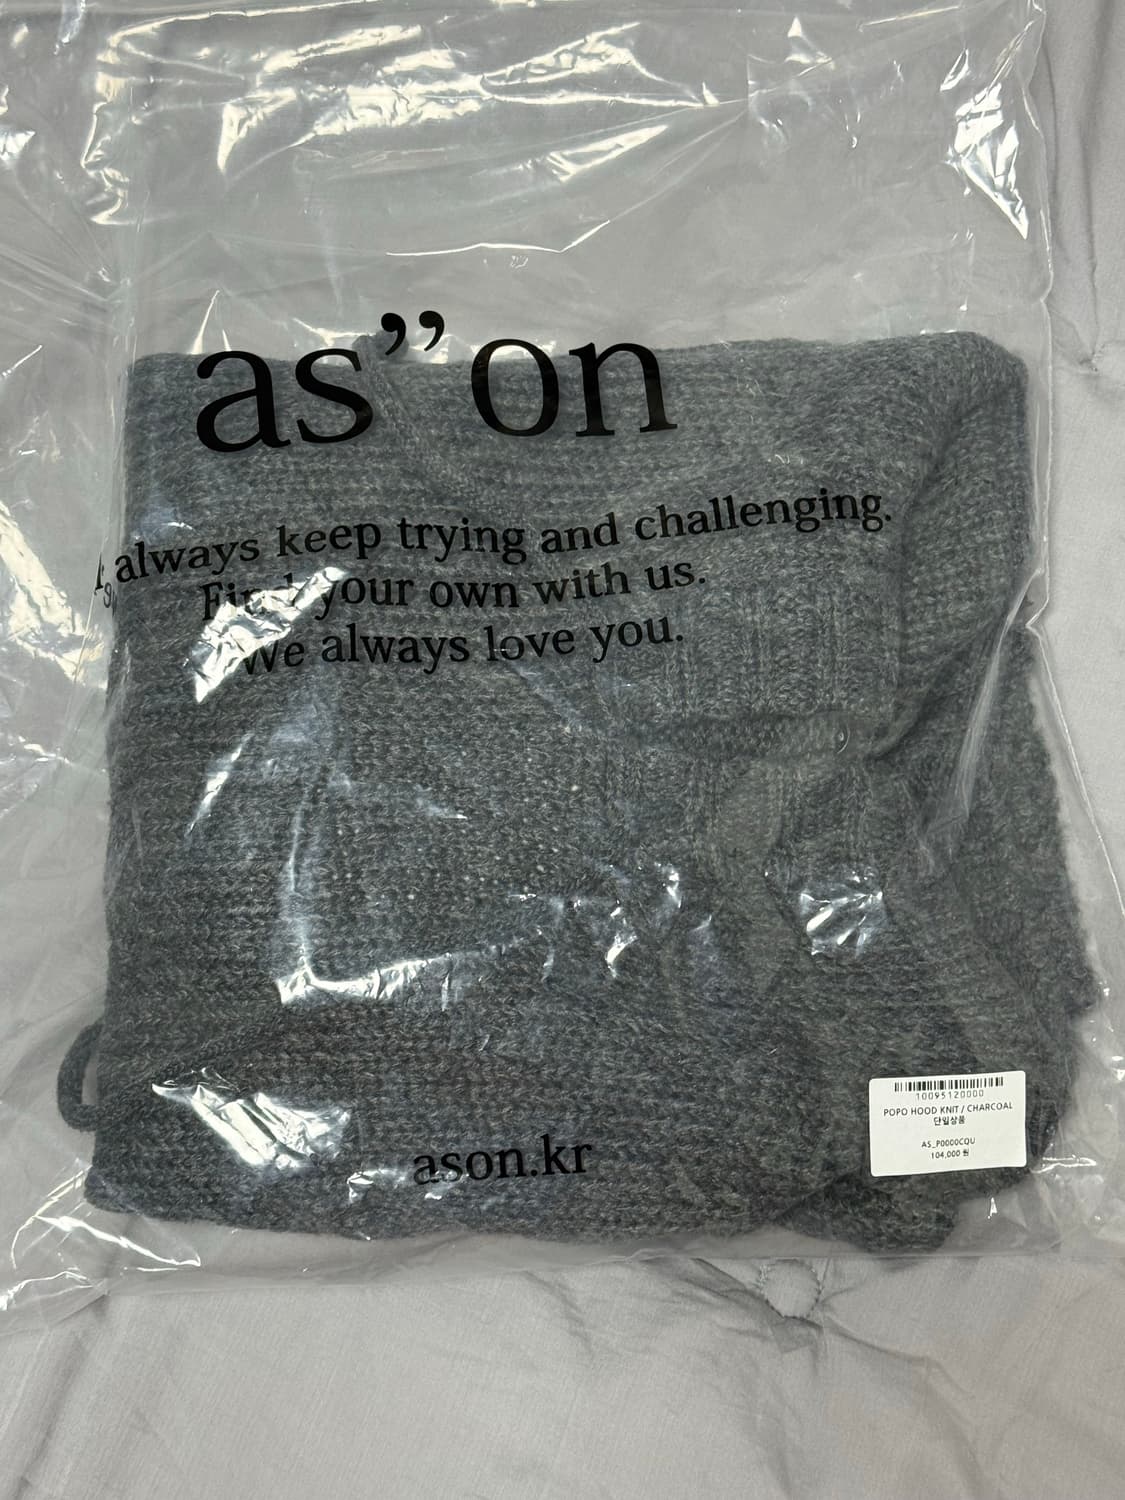 as”on
always keep trying and challenging.
Find your own with us.
We always love you.
ason.kr
10095120000
POPO HOOD KNIT / CHARCOAL
단일상품
AS_P0000CQU
104,000 원